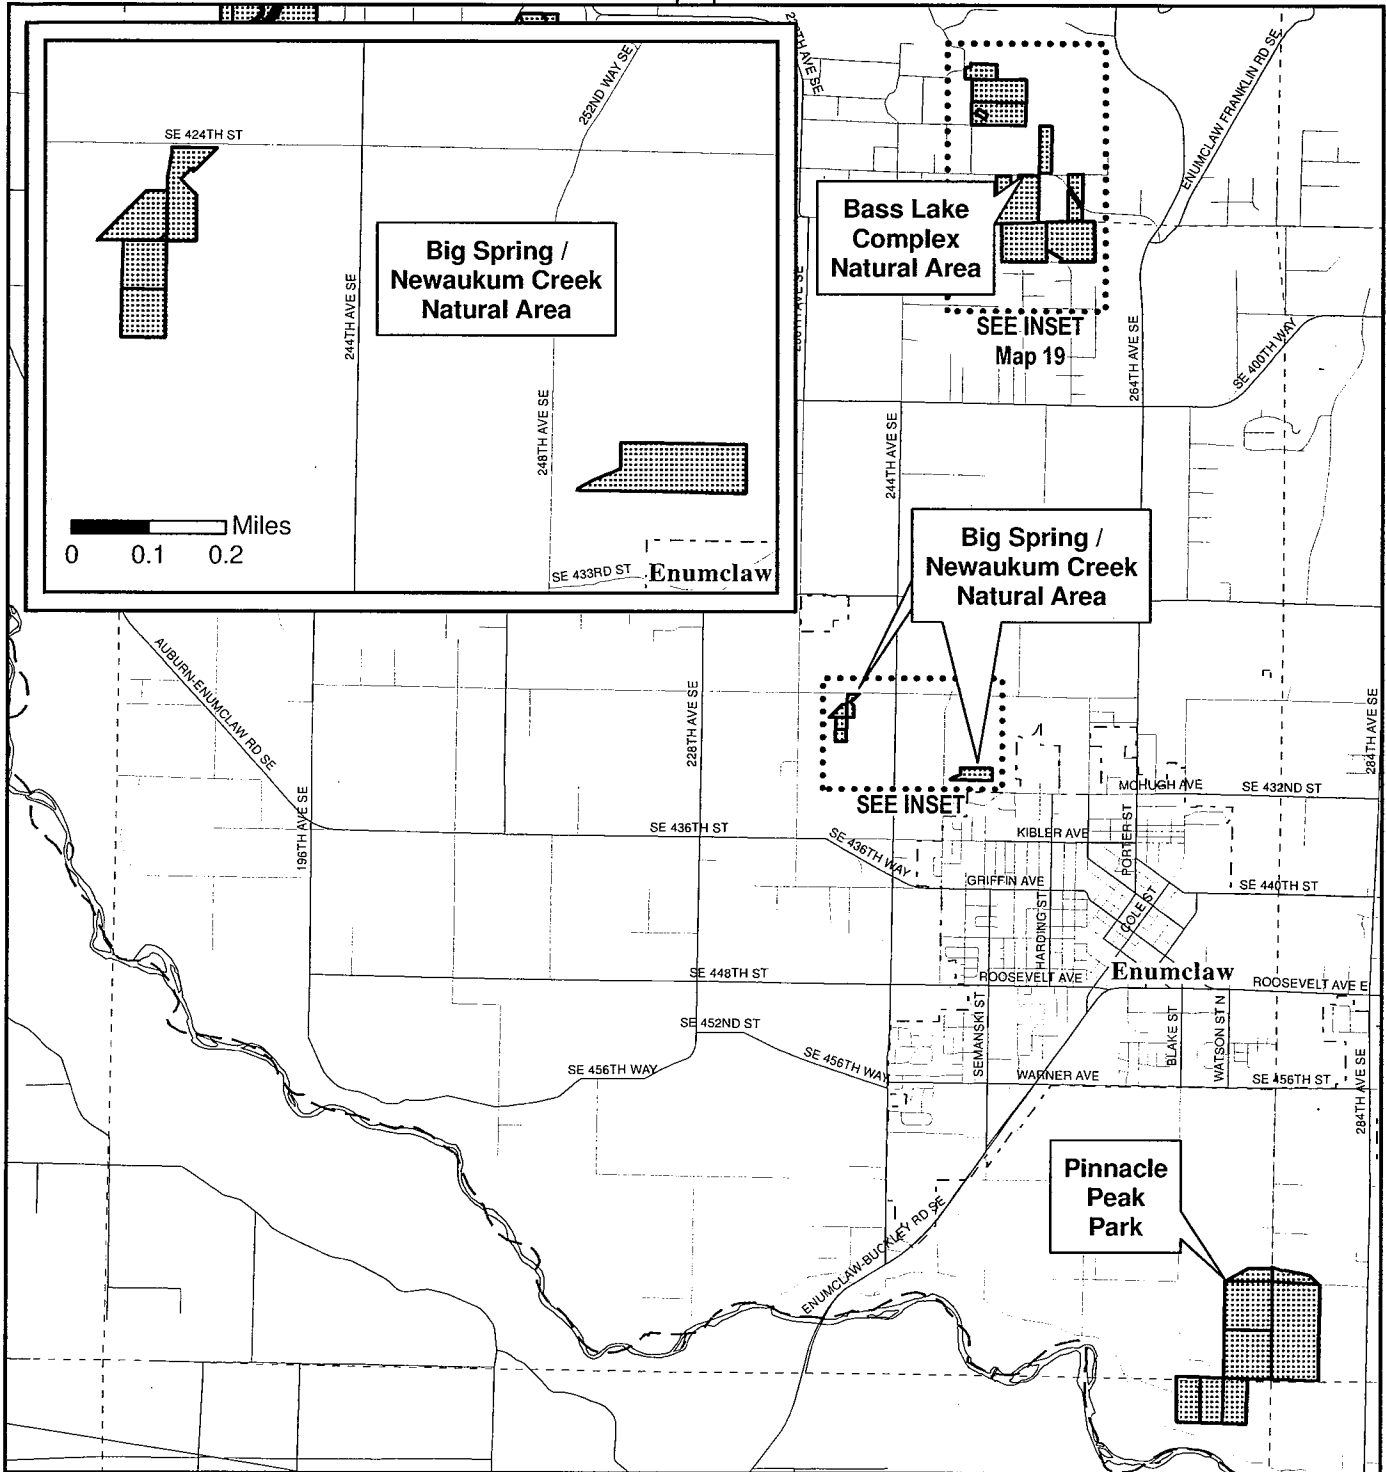 SE 424TH ST
252ND WAY SE
244TH AVE SE
Big Spring /
Newaukum Creek
Natural Area
248TH AVE SE
Miles
0 0.1 0.2
SE 433RD ST
Enumclaw
ENUMCLAW FRANKLIN RD SE
Bass Lake
Complex
Natural Area
SEE INSET
Map 19
264TH AVE SE
SE 400TH WAY
244TH AVE SE
Big Spring /
Newaukum Creek
Natural Area
AUBURN-ENUMCLAW RD SE
228TH AVE SE
284TH AVE SE
SEE INSET
MCHUGH AVE
SE 432ND ST
196TH AVE SE
SE 436TH ST
SE 436TH WAY
KIBLER AVE
PORTER ST
GRIFFIN AVE
SE 440TH ST
COLE ST
HARDING ST
SE 448TH ST
ROOSEVELT AVE
Enumclaw
ROOSEVELT AVE E
SE 452ND ST
SEMANSKI ST
BLAKE ST
WATSON ST N
SE 456TH WAY
SE 456TH WAY
WARNER AVE
SE 456TH ST
284TH AVE SE
Pinnacle
Peak
Park
ENUMCLAW-BUCKLEY RD SE